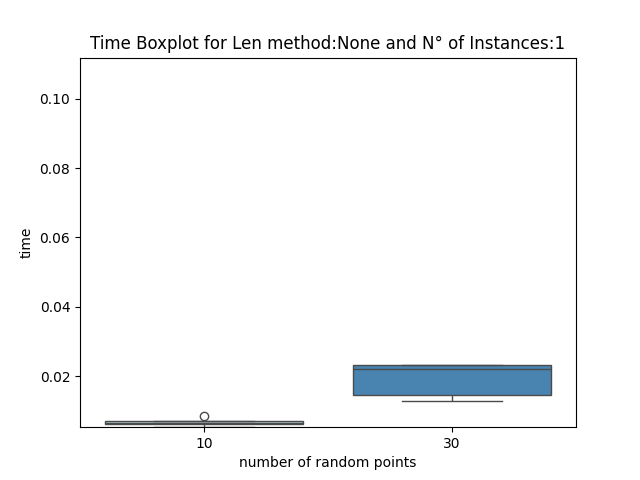 Time Boxplot for Len method:None and N° of Instances:1
0.10
0.08
0.06
0.04
0.02
time
10
30
number of random points